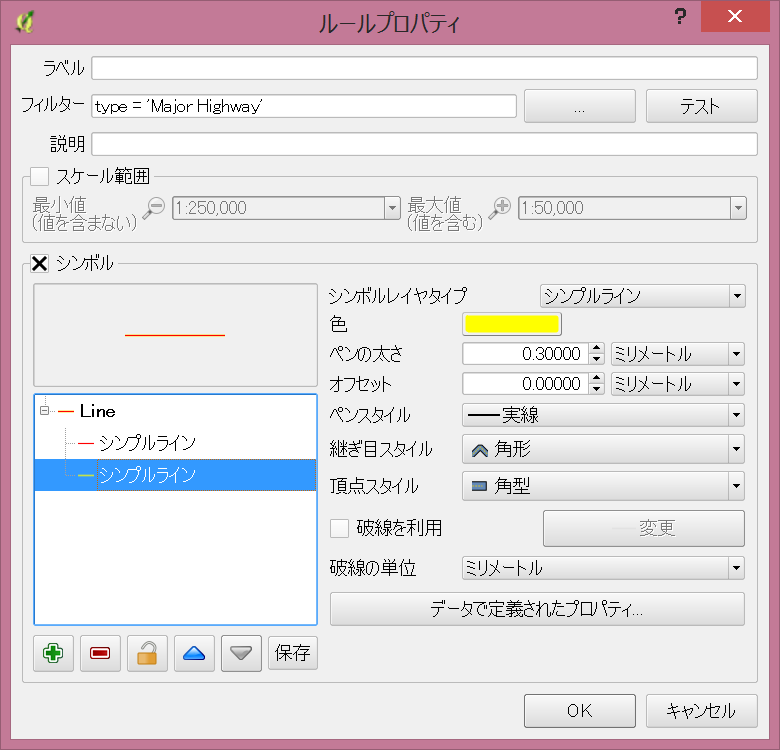 ルールプロパティ
?
ラベル
フィルター type = 'Major Highway' ... テスト
説明
スケール範囲
最小値
(値を含まない) 1:250,000 最大値
(値を含む) 1:50,000
シンボル
シンボルレイヤタイプ シンプルライン
色
ペンの太さ 0.30000 ミリメートル
オフセット 0.00000 ミリメートル
ペンスタイル 実線
継ぎ目スタイル 角形
頂点スタイル 角型
破線を利用 変更
破線の単位 ミリメートル
データで定義されたプロパティ...
Line
シンプルライン
シンプルライン
保存
OK キャンセル